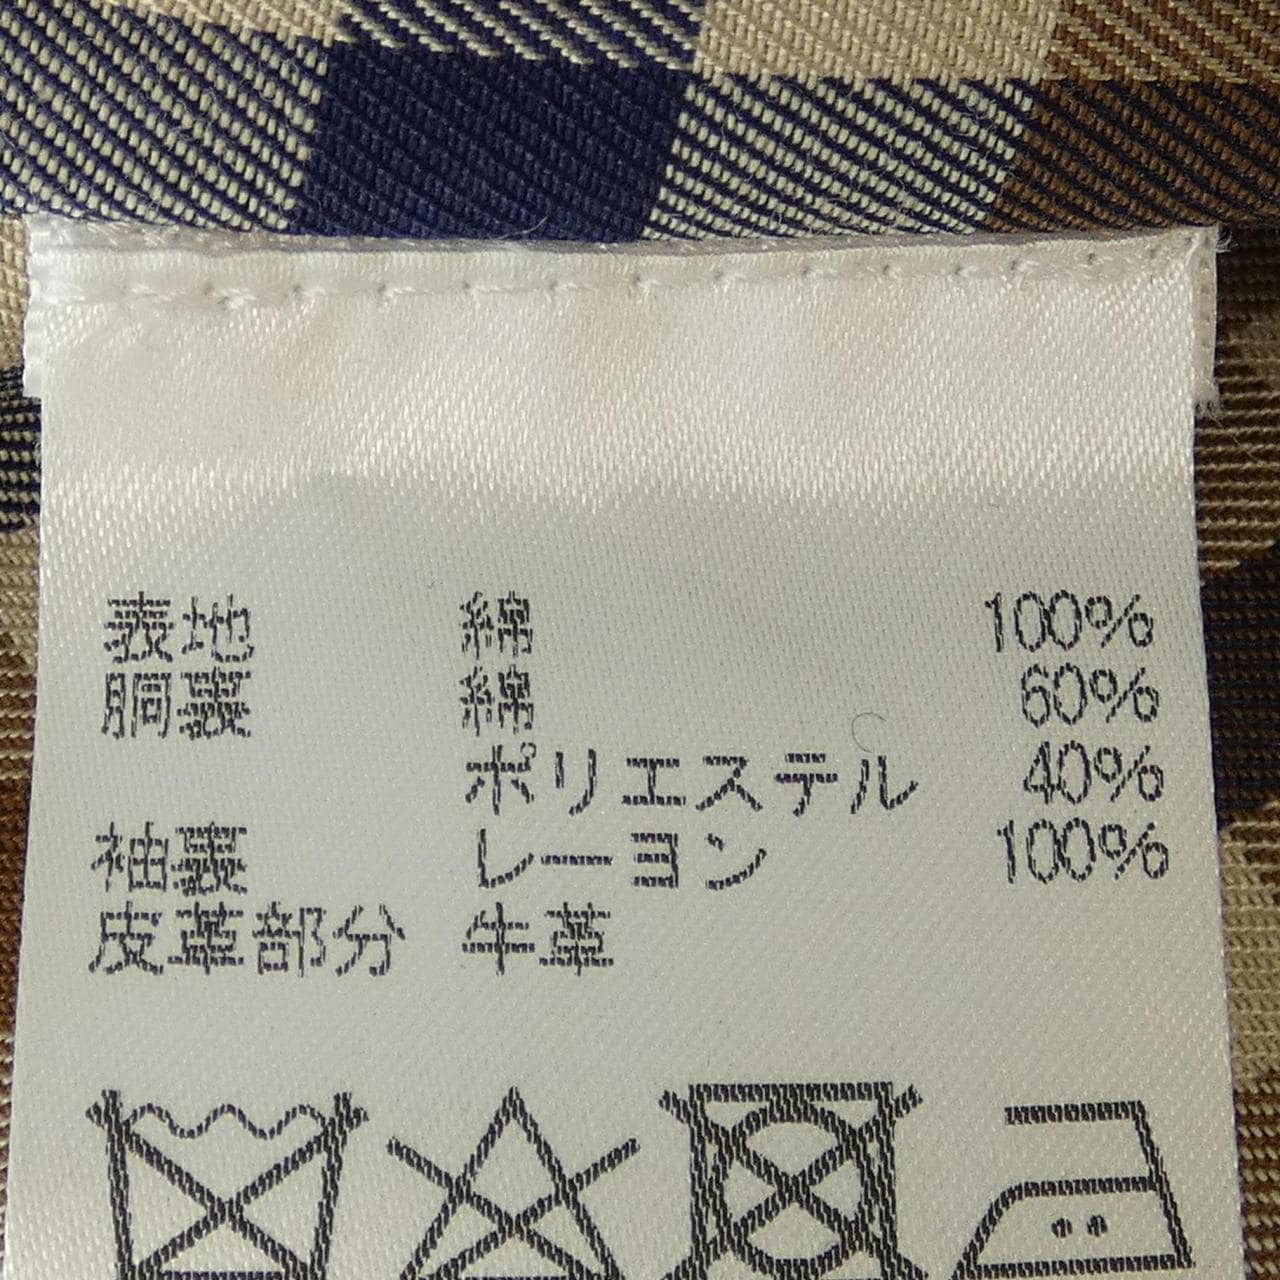 表地 綿 100%
胴裏 綿 60%
ポリエステル 40%
袖裏 レーヨン 100%
皮革部分 牛革